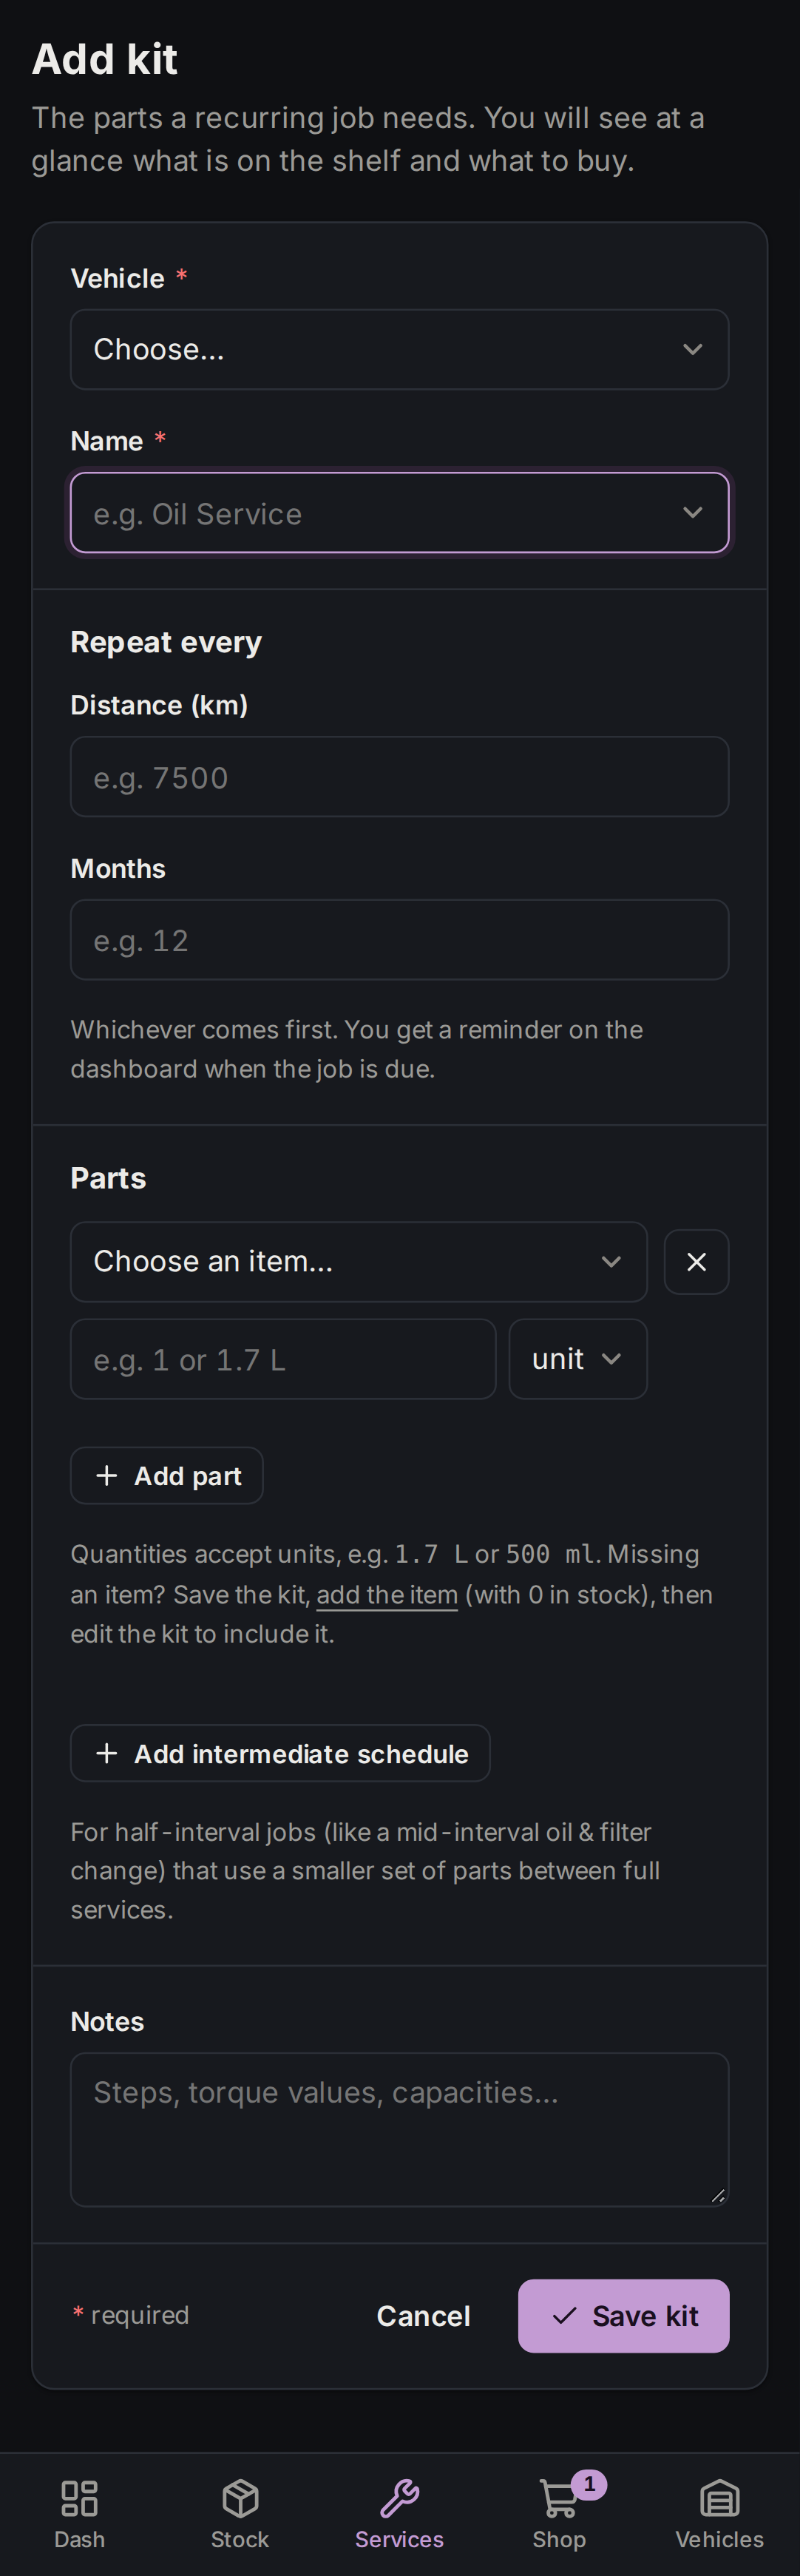 Add kit
The parts a recurring job needs. You will see at a
glance what is on the shelf and what to buy.
Vehicle *
Choose...
Name *
e.g. Oil Service
Repeat every
Distance (km)
e.g. 7500
Months
e.g. 12
Whichever comes first. You get a reminder on the
dashboard when the job is due.
Parts
Choose an item...
e.g. 1 or 1.7 L
unit
Add part
Quantities accept units, e.g. 1.7 L or 500 ml. Missing
an item? Save the kit, add the item (with 0 in stock), then
edit the kit to include it.
Add intermediate schedule
For half-interval jobs (like a mid-interval oil & filter
change) that use a smaller set of parts between full
services.
Notes
Steps, torque values, capacities...
* required
Cancel
Save kit
1
Dash
Stock
Services
Shop
Vehicles